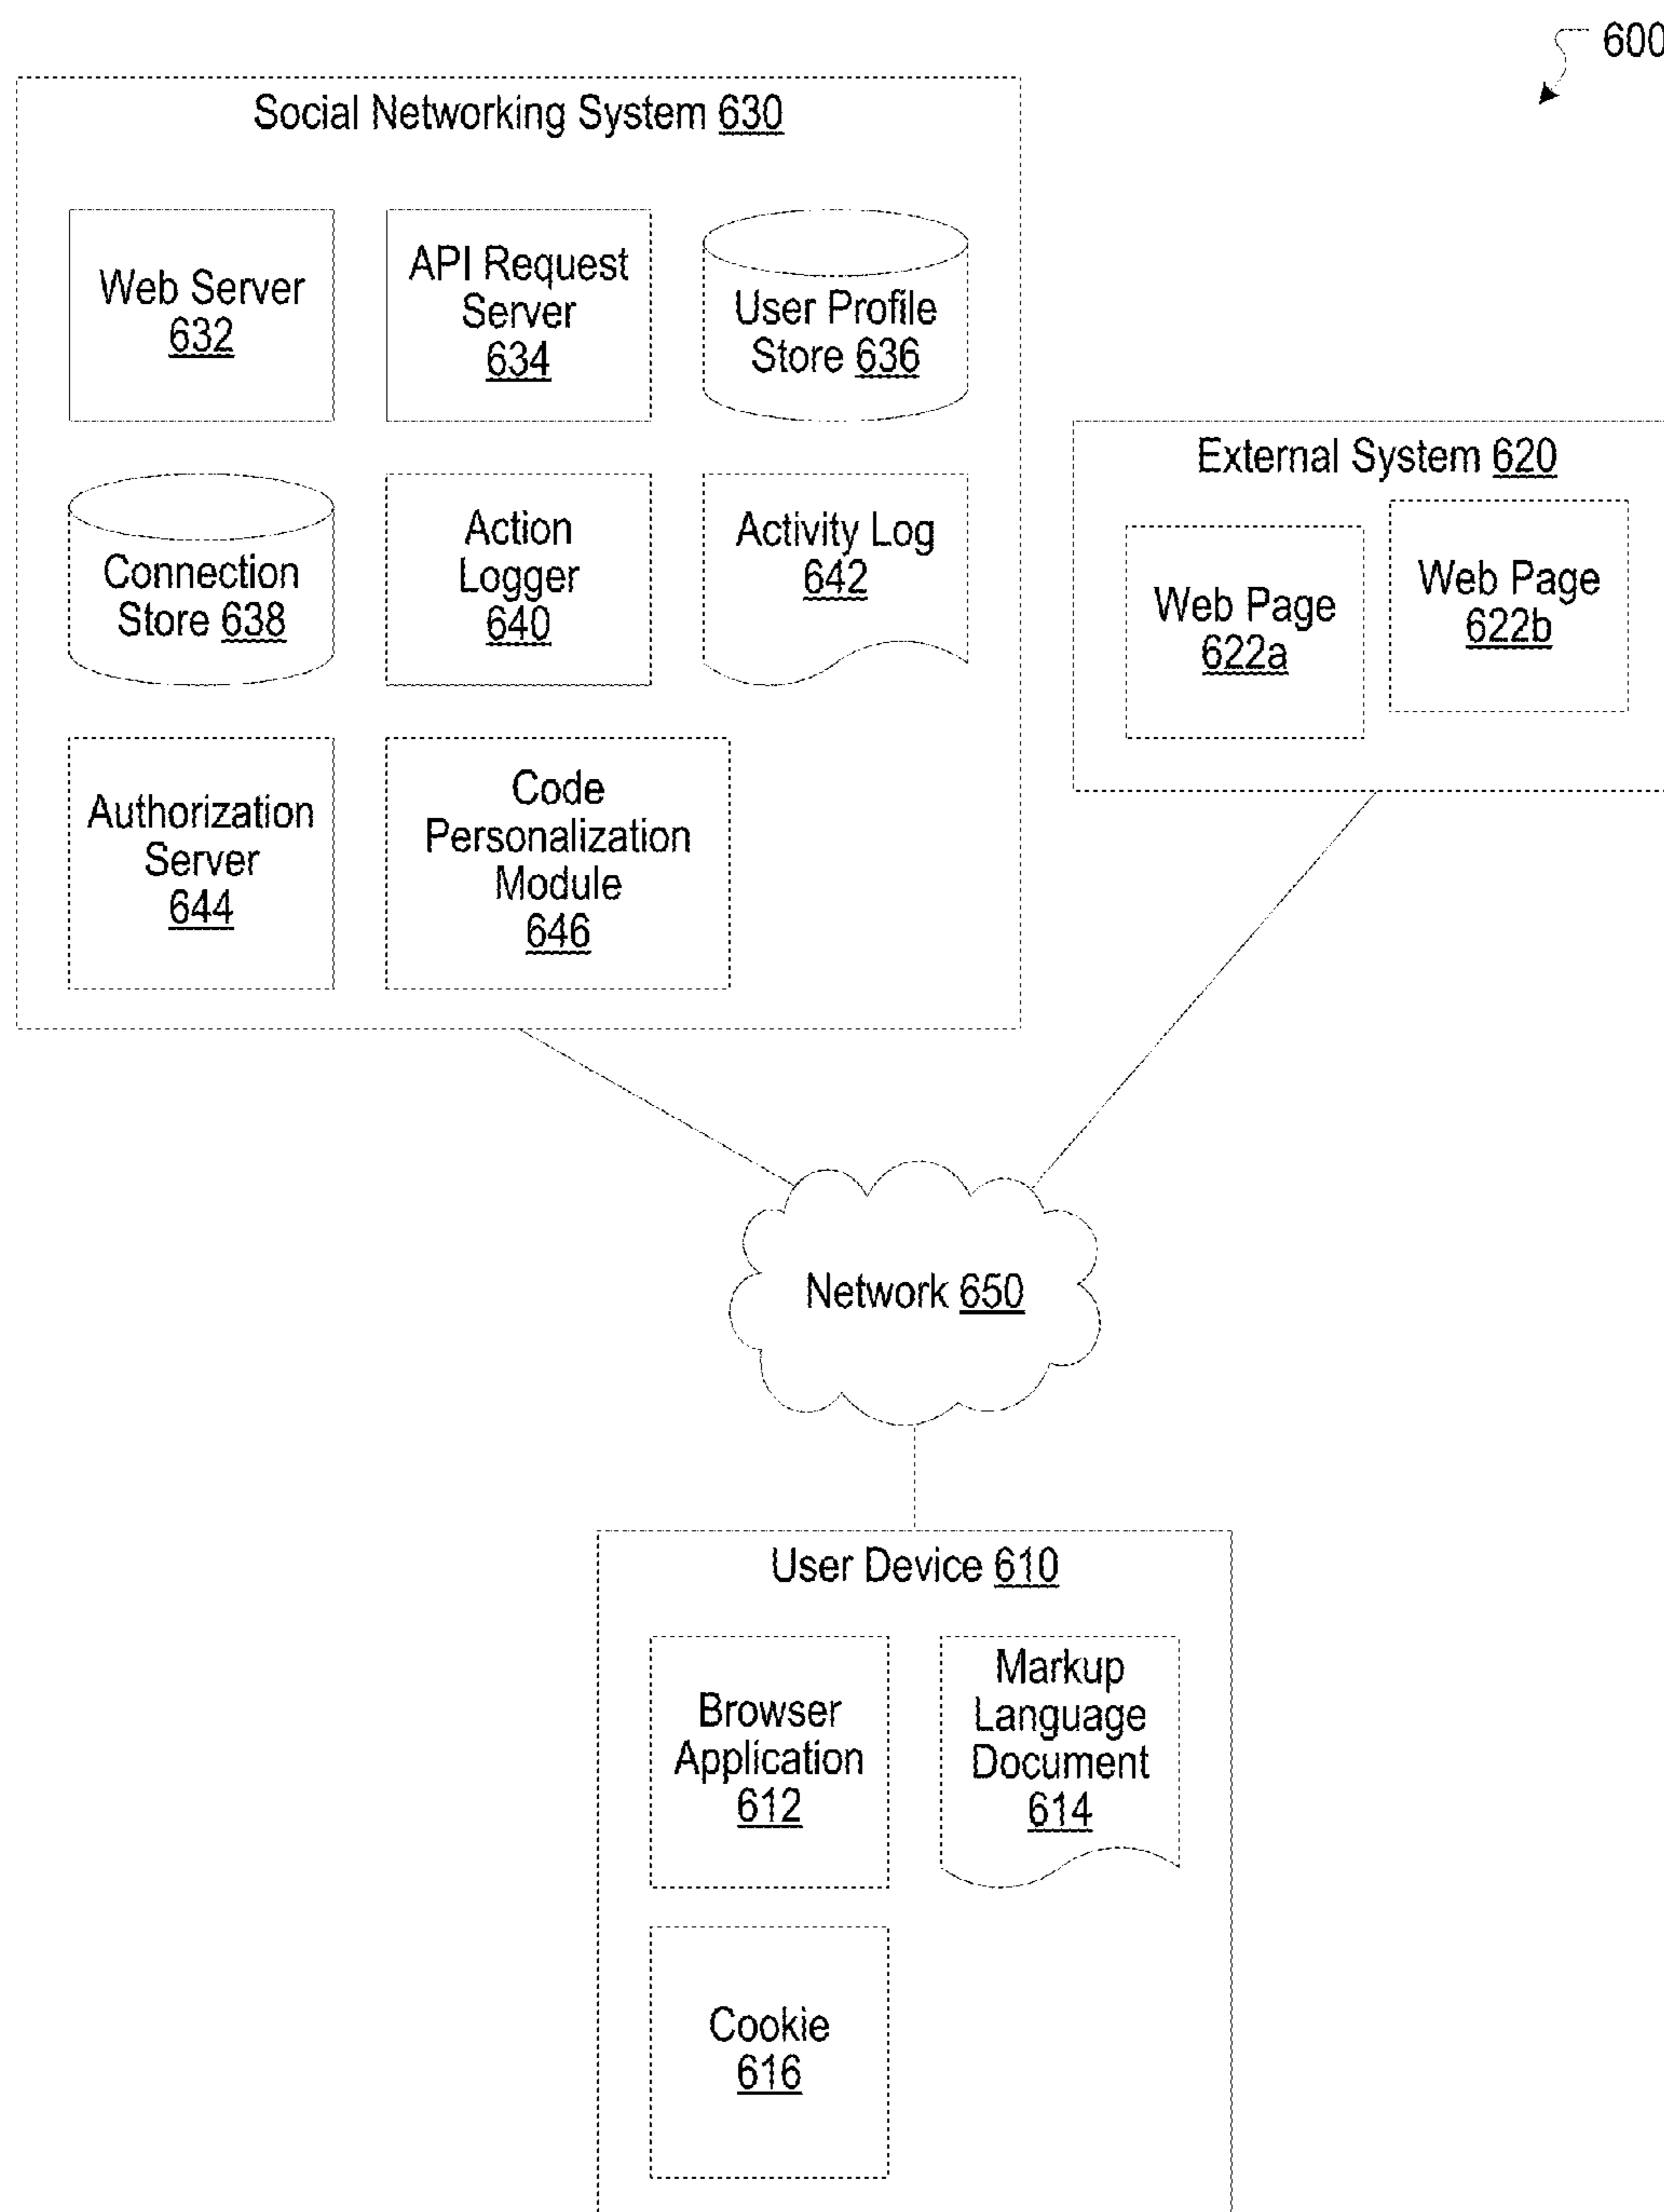 600
Social Networking System 630
Web Server
632
API Request
Server
634
User Profile
Store 636
Connection
Store 638
Action
Logger
640
Activity Log
642
Authorization
Server
644
Code
Personalization
Module
646
External System 620
Web Page
622a
Web Page
622b
Network 650
User Device 610
Browser
Application
612
Markup
Language
Document
614
Cookie
616